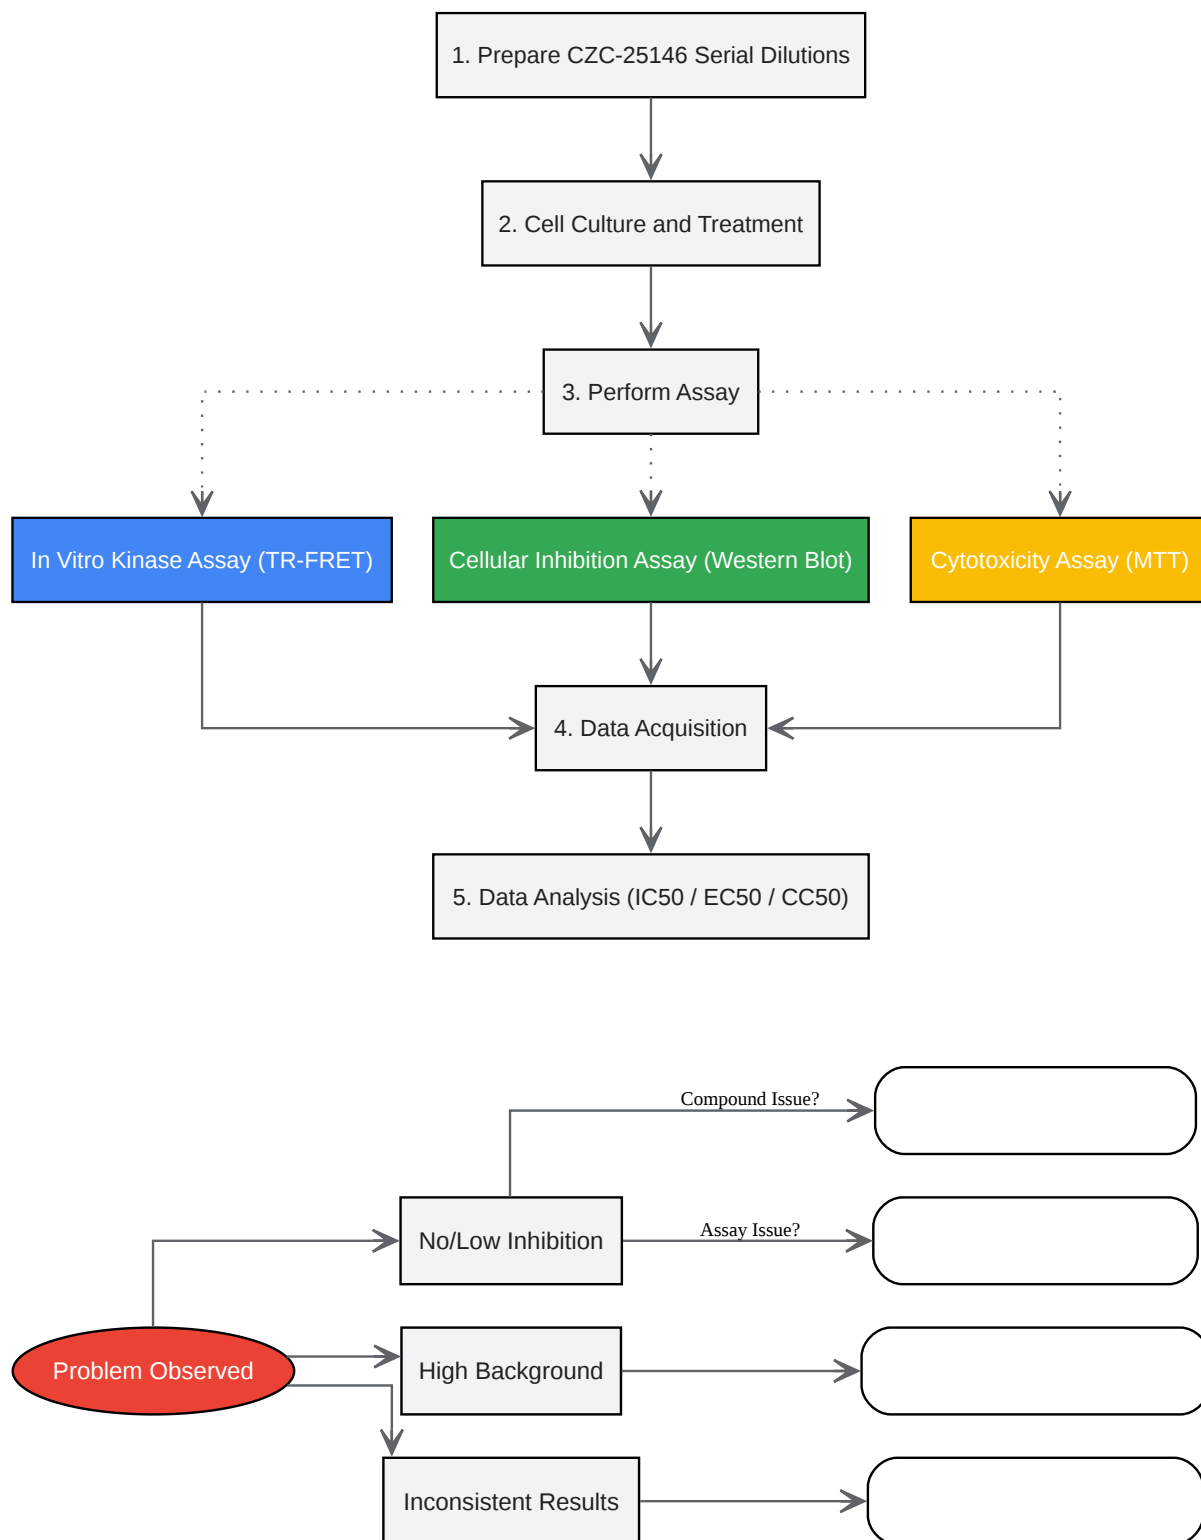 1. Prepare CZC-25146 Serial Dilutions
2. Cell Culture and Treatment
3. Perform Assay
In Vitro Kinase Assay (TR-FRET)
Cellular Inhibition Assay (Western Blot)
Cytotoxicity Assay (MTT)
4. Data Acquisition
5. Data Analysis (IC50 / EC50 / CC50)
Compound Issue?
No/Low Inhibition
Assay Issue?
Problem Observed
High Background
Inconsistent Results